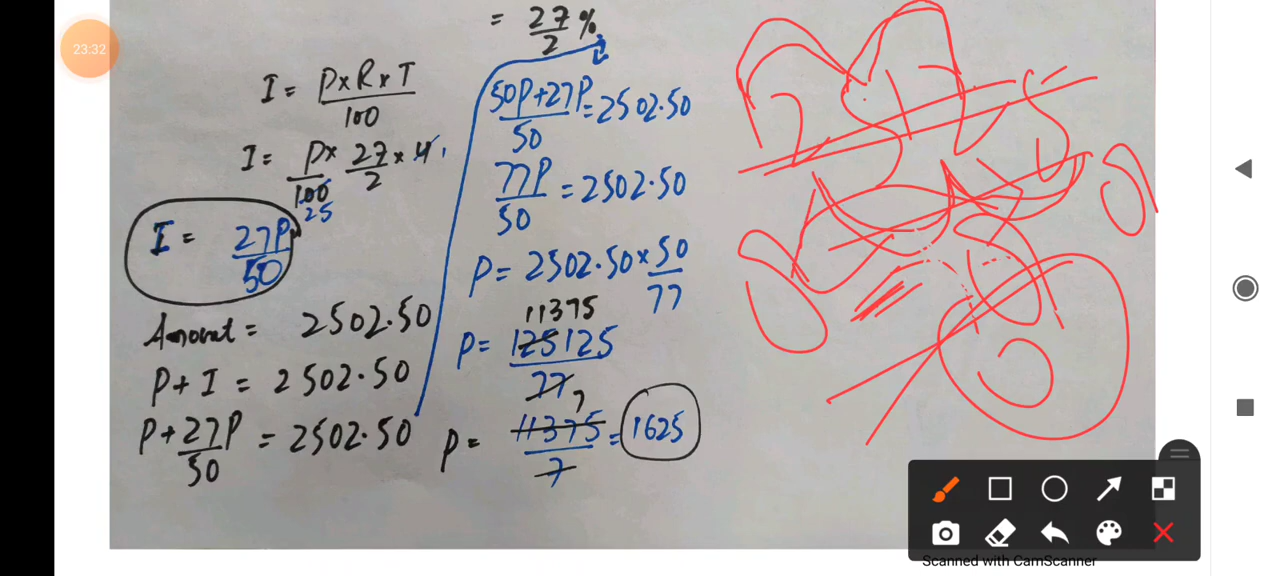 23:32
= 27/2 %
I = P×R×T/100
I = P/100 × 27/2 × 4
25
I = 27P/50
Amount = 2502.50
P+I = 2502.50
P+27P/50 = 2502.50
50P+27P/50 = 2502.50
77P/50 = 2502.50
P = 2502.50 × 50/77
11375
P = 125125/77
7
P = 11375/7 = 1625
Scanned with CamScanner